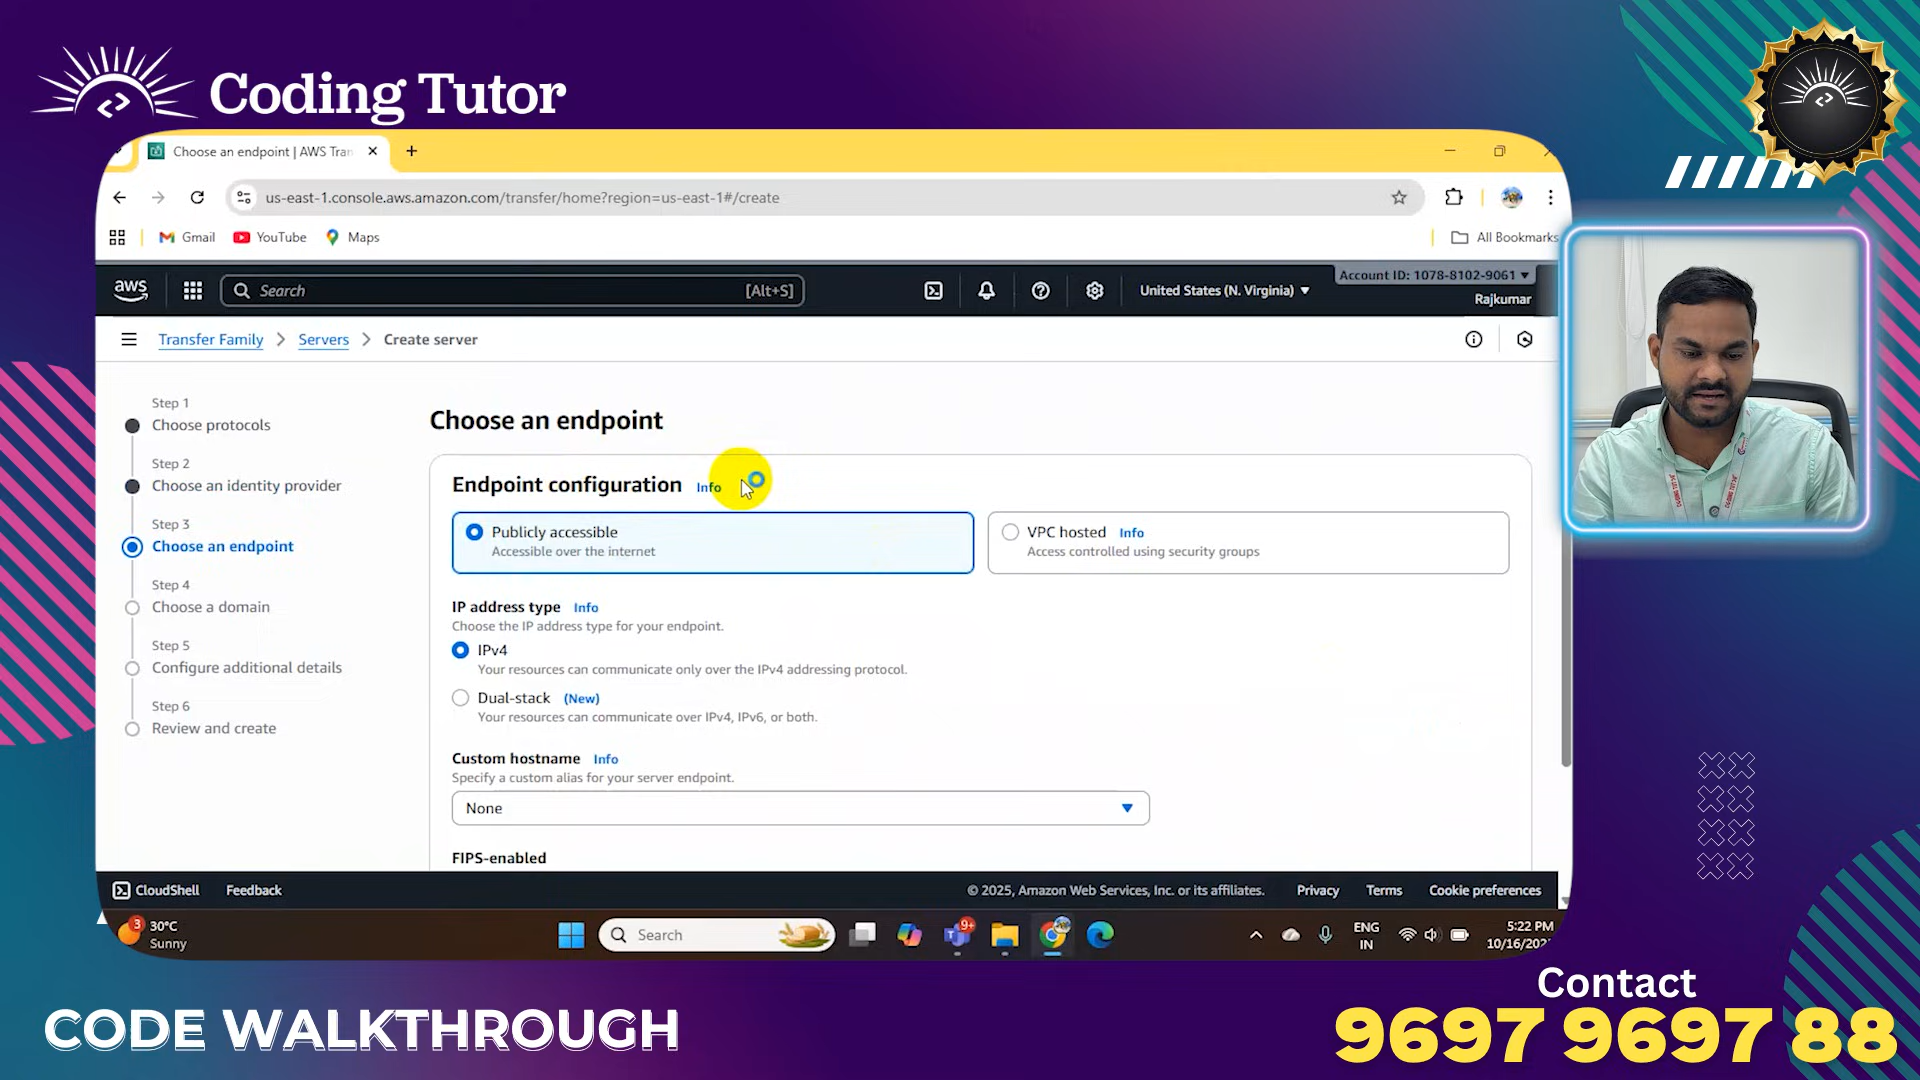 Coding Tutor
Choose an endpoint | AWS Tran
us-east-1.console.aws.amazon.com/transfer/home?region=us-east-1#/create
Gmail
YouTube
Maps
All Bookmarks
aws
Search
[Alt+S]
United States (N. Virginia)
Account ID: 1078-8102-9061
Rajkumar
Transfer Family
Servers
Create server
Step 1
Choose protocols
Step 2
Choose an identity provider
Step 3
Choose an endpoint
Step 4
Choose a domain
Step 5
Configure additional details
Step 6
Review and create
Choose an endpoint
Endpoint configuration Info
Publicly accessible
Accessible over the internet
VPC hosted Info
Access controlled using security groups
IP address type Info
Choose the IP address type for your endpoint.
IPv4
Your resources can communicate only over the IPv4 addressing protocol.
Dual-stack (New)
Your resources can communicate over IPv4, IPv6, or both.
Custom hostname Info
Specify a custom alias for your server endpoint.
None
FIPS-enabled
CloudShell
Feedback
© 2025, Amazon Web Services, Inc. or its affiliates.
Privacy
Terms
Cookie preferences
3
30°C
Sunny
Search
9+
ENG
IN
5:22 PM
10/16/202
CODE WALKTHROUGH
Contact
9697 9697 88